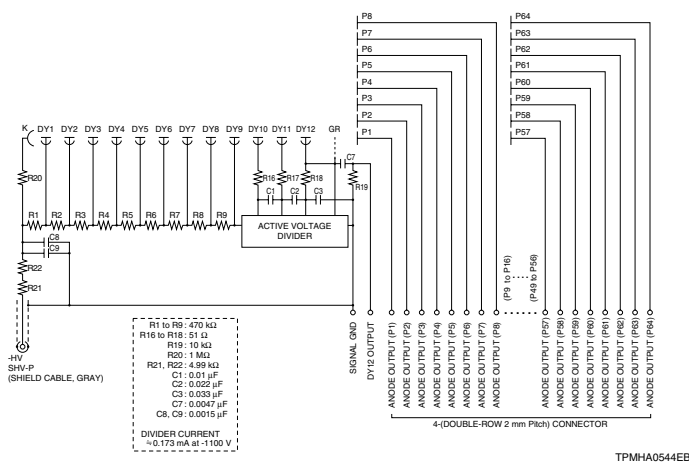 P8
P7
P6
P5
P4
P3
P2
P1
P64
P63
P62
P61
P60
P59
P58
P57
K DY1 DY2 DY3 DY4 DY5 DY6 DY7 DY8 DY9 DY10 DY11 DY12 GR
C7
R20
R16 R17 R18 R19
C1 C2 C3
R1 R2 R3 R4 R5 R6 R7 R8 R9
ACTIVE VOLTAGE
DIVIDER
C8
C9
R22
R21
-HV
SHV-P
(SHIELD CABLE, GRAY)
R1 to R9 : 470 kΩ
R16 to R18 : 51 Ω
R19 : 10 kΩ
R20 : 1 MΩ
R21, R22 : 4.99 kΩ
C1 : 0.01 µF
C2 : 0.022 µF
C3 : 0.033 µF
C7 : 0.0047 µF
C8, C9 : 0.0015 µF
DIVIDER CURRENT
≈0.173 mA at -1100 V
(P9 to P16)
(P49 to P56)
SIGNAL GND
DY12 OUTPUT
ANODE OUTPUT (P1)
ANODE OUTPUT (P2)
ANODE OUTPUT (P3)
ANODE OUTPUT (P4)
ANODE OUTPUT (P5)
ANODE OUTPUT (P6)
ANODE OUTPUT (P7)
ANODE OUTPUT (P8)
ANODE OUTPUT (P57)
ANODE OUTPUT (P58)
ANODE OUTPUT (P59)
ANODE OUTPUT (P60)
ANODE OUTPUT (P61)
ANODE OUTPUT (P62)
ANODE OUTPUT (P63)
ANODE OUTPUT (P64)
4-(DOUBLE-ROW 2 mm Pitch) CONNECTOR
TPMHA0544EB